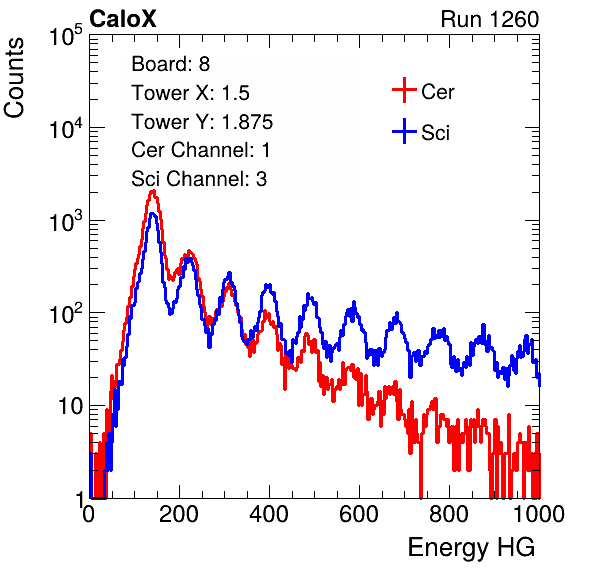 CaloX Run 1260
Counts
10^5
10^4
10^3
10^2
10
1
Board: 8
Tower X: 1.5
Tower Y: 1.875
Cer Channel: 1
Sci Channel: 3
Cer
Sci
0 200 400 600 800 1000
Energy HG